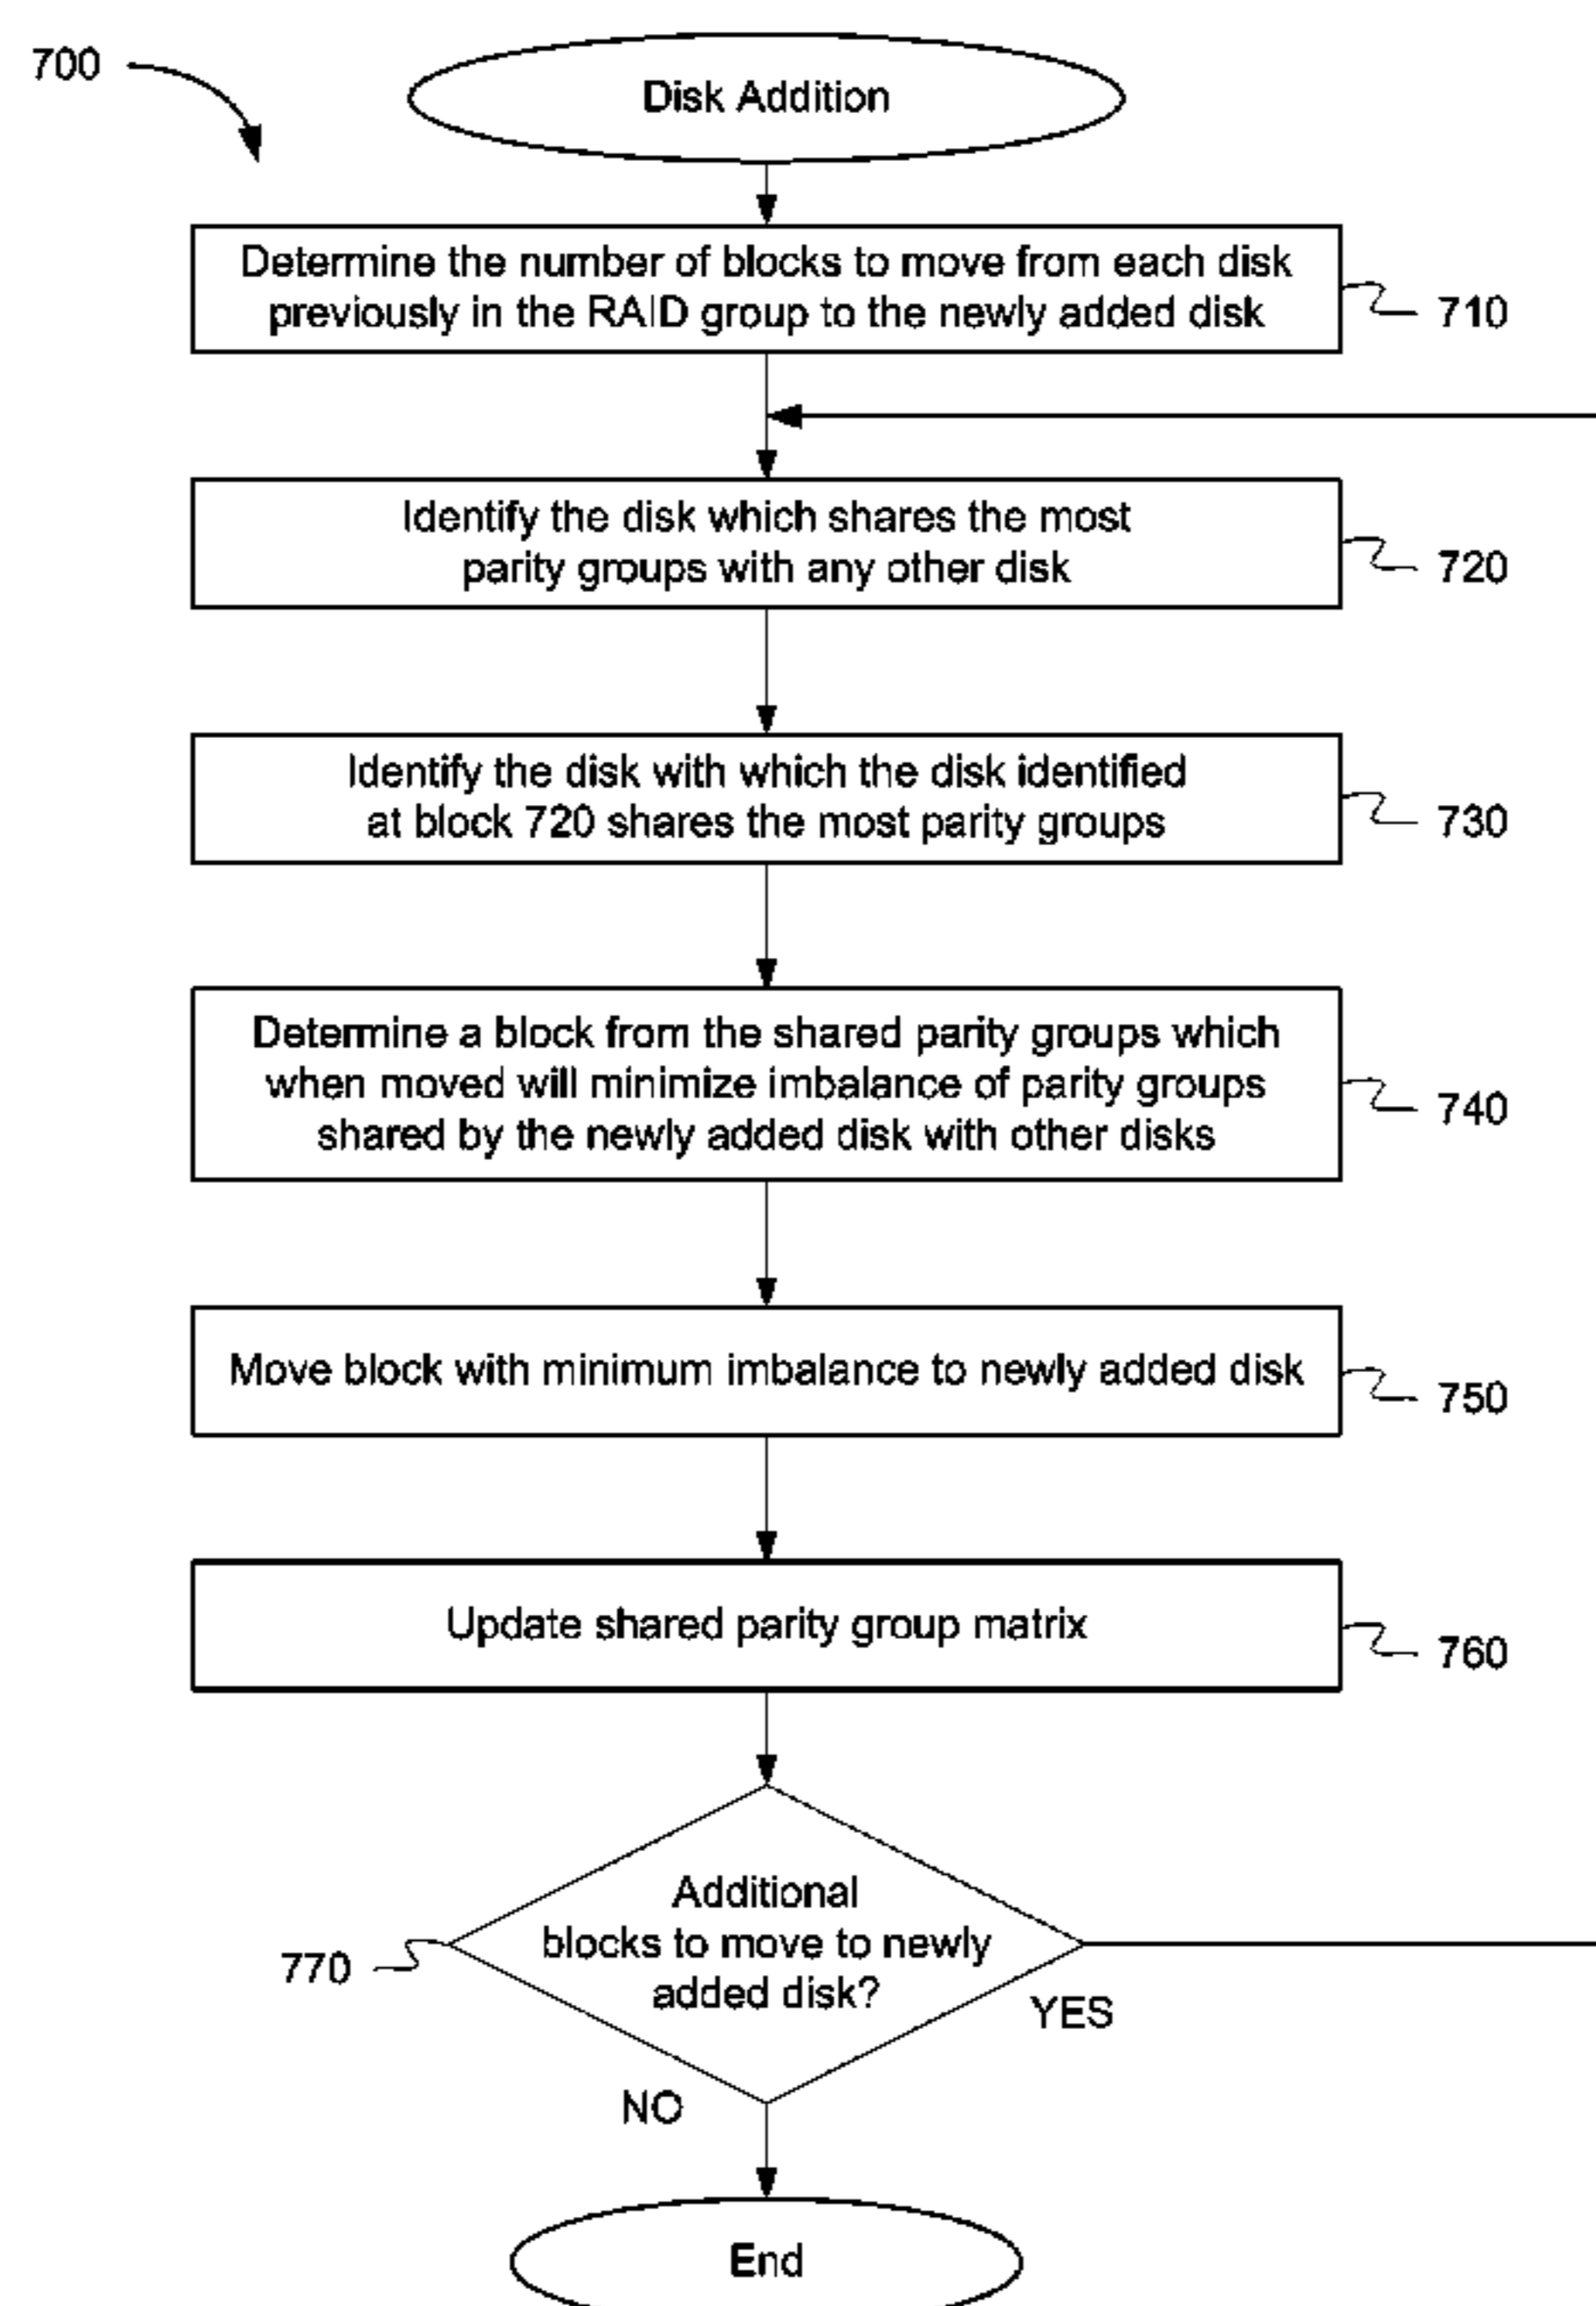 700
Disk Addition
Determine the number of blocks to move from each disk
previously in the RAID group to the newly added disk
710
Identify the disk which shares the most
parity groups with any other disk
720
Identify the disk with which the disk identified
at block 720 shares the most parity groups
730
Determine a block from the shared parity groups which
when moved will minimize imbalance of parity groups
shared by the newly added disk with other disks
740
Move block with minimum imbalance to newly added disk
750
Update shared parity group matrix
760
Additional
blocks to move to newly
added disk?
770
YES
NO
End